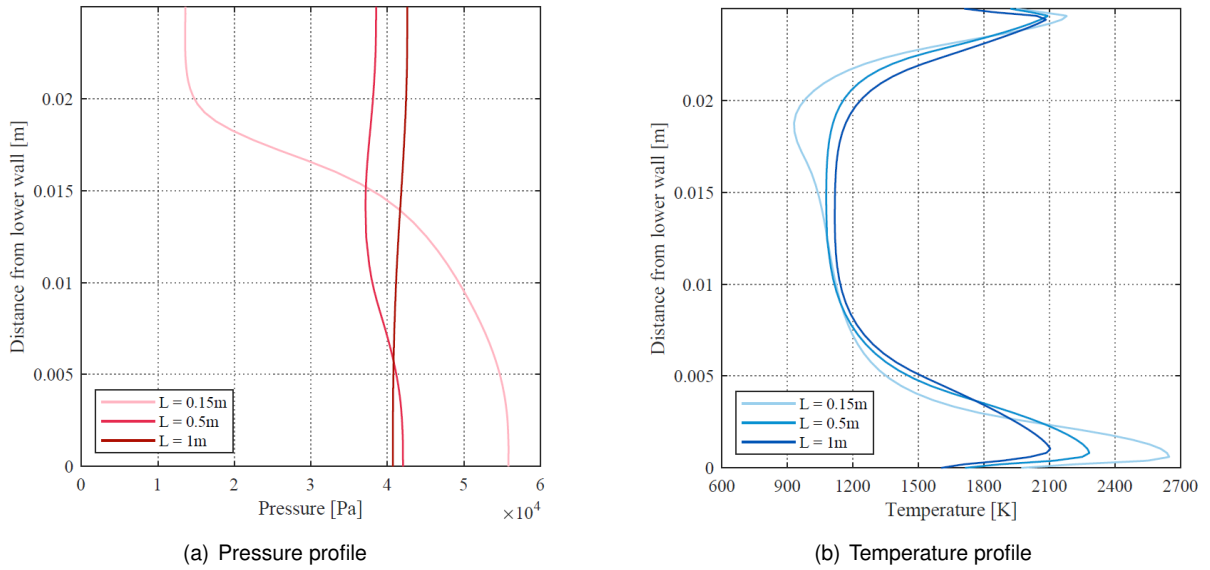 Distance from lower wall [m]
0.02
0.015
0.01
0.005
0
L = 0.15m
L = 0.5m
L = 1m
0 1 2 3 4 5 6
Pressure [Pa]
×10⁴
(a) Pressure profile
Distance from lower wall [m]
0.02
0.015
0.01
0.005
0
L = 0.15m
L = 0.5m
L = 1m
600 900 1200 1500 1800 2100 2400 2700
Temperature [K]
(b) Temperature profile